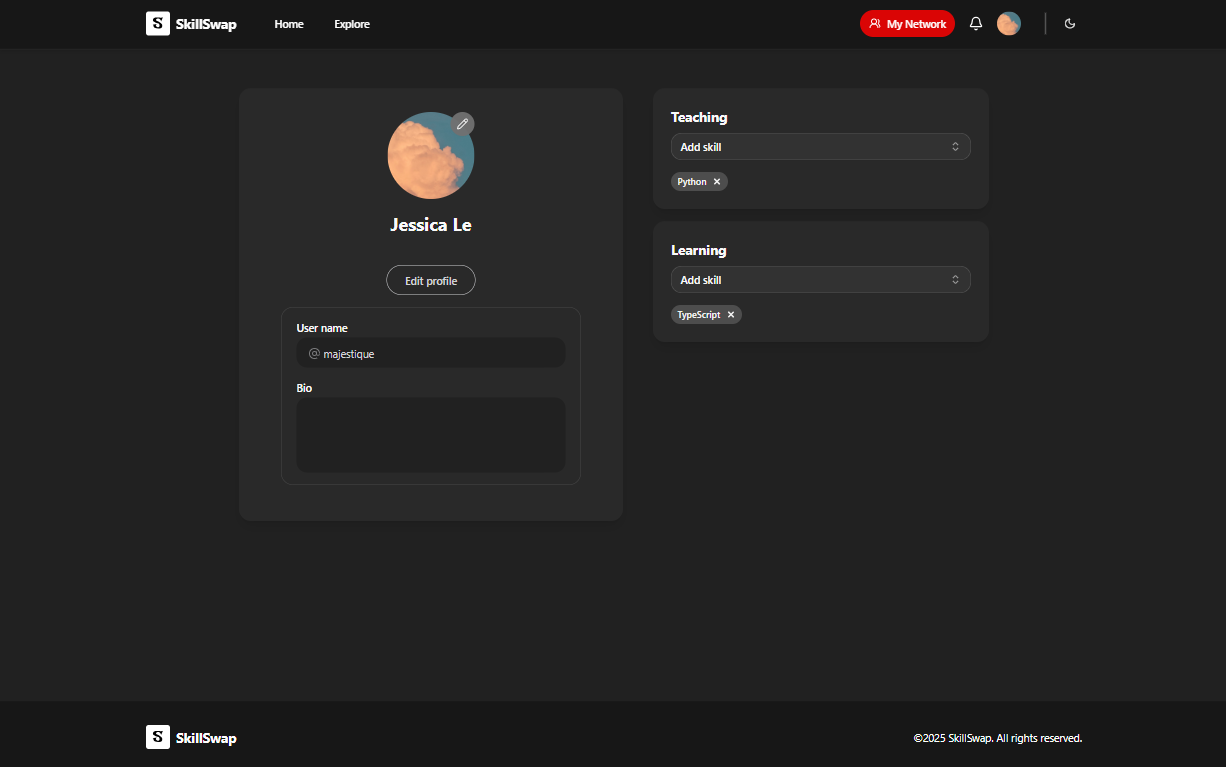 S SkillSwap
Home
Explore
My Network
Jessica Le
Edit profile
User name
@ majestique
Bio
Teaching
Add skill
Python ×
Learning
Add skill
TypeScript ×
S SkillSwap
©2025 SkillSwap. All rights reserved.